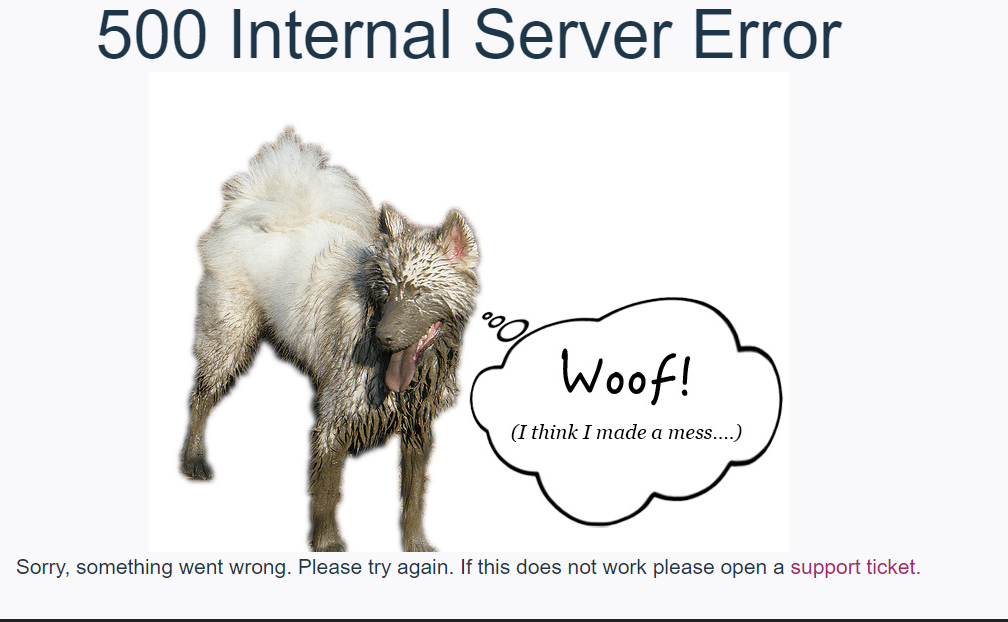 500 Internal Server Error
Woof!
(I think I made a mess....)
Sorry, something went wrong. Please try again. If this does not work please open a support ticket.